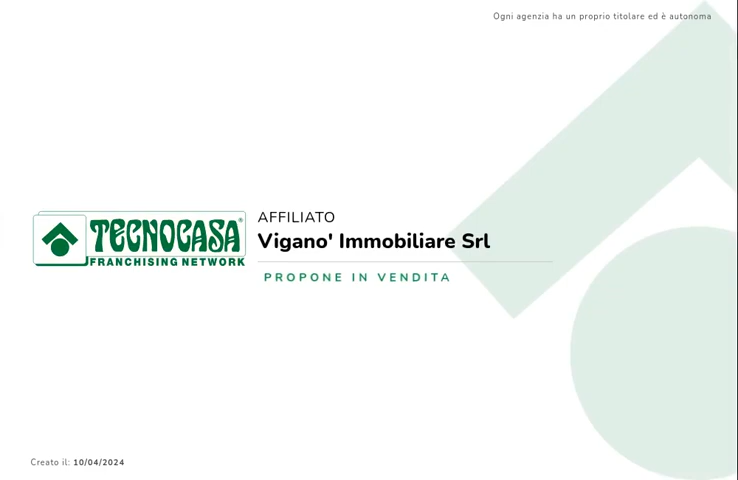 Ogni agenzia ha un proprio titolare ed è autonoma
TECNOCASA®
FRANCHISING NETWORK
AFFILIATO
Vigano' Immobiliare Srl
PROPONE IN VENDITA
Creato il: 10/04/2024